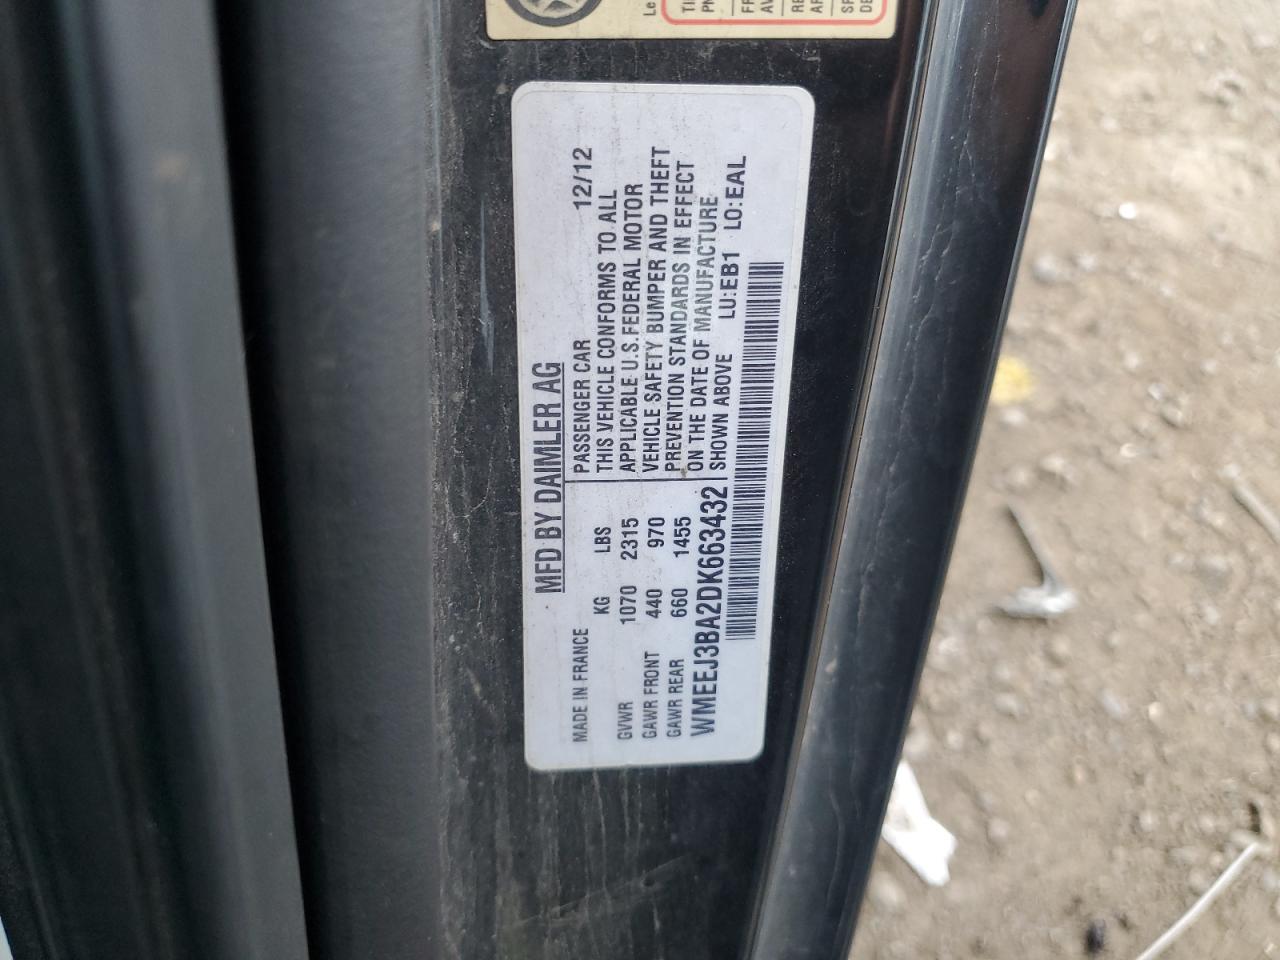 MFD BY DAIMLER AG
MADE IN FRANCE
KG LBS
GVWR 1070 2315
GAWR FRONT 440 970
GAWR REAR 660 1455
PASSENGER CAR 12/12
THIS VEHICLE CONFORMS TO ALL
APPLICABLE U.S.FEDERAL MOTOR
VEHICLE SAFETY BUMPER AND THEFT
PREVENTION STANDARDS IN EFFECT
ON THE DATE OF MANUFACTURE
SHOWN ABOVE
WMEEJ3BA2DK663432
LU:EB1 LO:EAL
Le